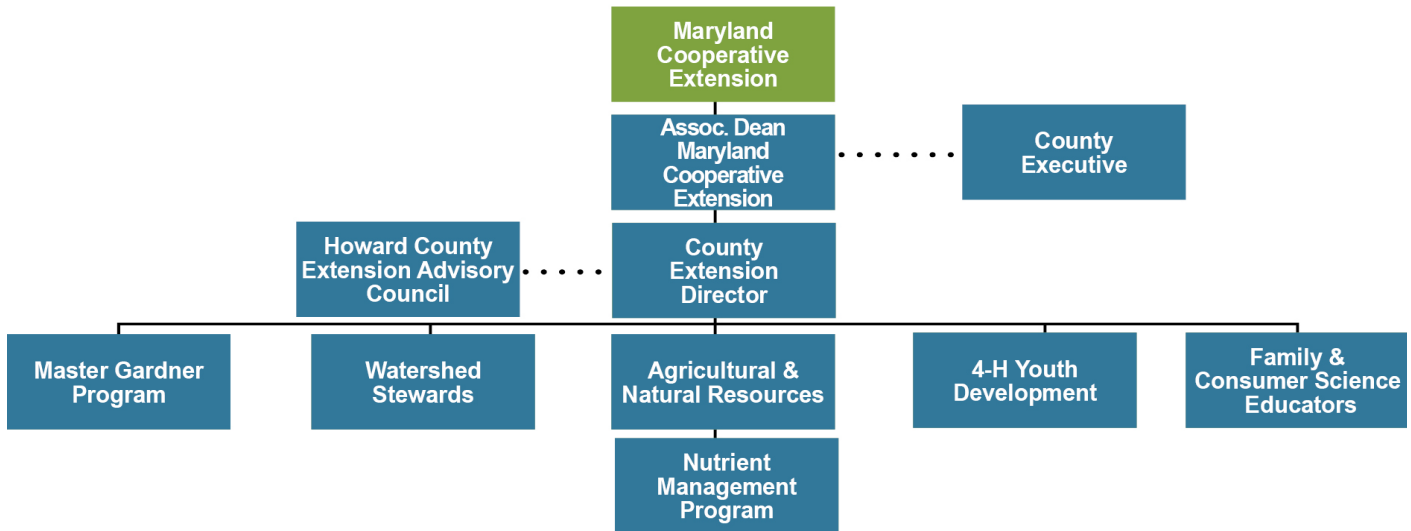 Maryland
Cooperative
Extension
Assoc. Dean
Maryland
Cooperative
Extension
County
Executive
Howard County
Extension Advisory
Council
County
Extension
Director
Master Gardner
Program
Watershed
Stewards
Agricultural &
Natural Resources
4-H Youth
Development
Family &
Consumer Science
Educators
Nutrient
Management
Program